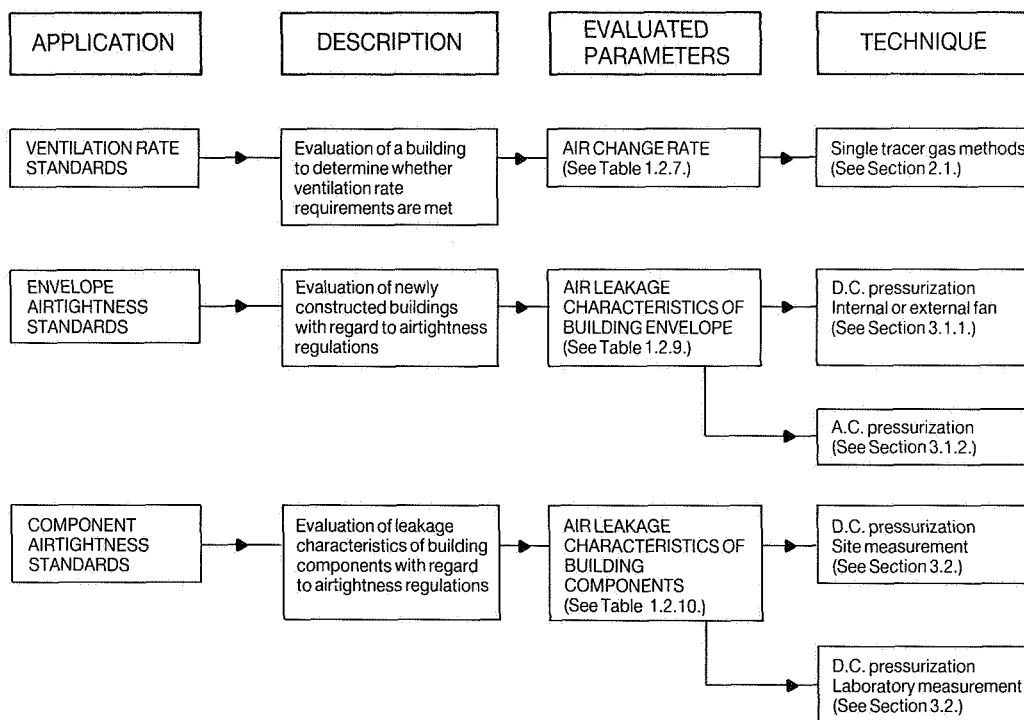 APPLICATION
DESCRIPTION
EVALUATED
PARAMETERS
TECHNIQUE
VENTILATION RATE
STANDARDS
Evaluation of a building
to determine whether
ventilation rate
requirements are met
AIR CHANGE RATE
(See Table 1.2.7.)
Single tracer gas methods
(See Section 2.1.)
ENVELOPE
AIRTIGHTNESS
STANDARDS
Evaluation of newly
constructed buildings
with regard to airtightness
regulations
AIR LEAKAGE
CHARACTERISTICS OF
BUILDING ENVELOPE
(See Table 1.2.9.)
D.C. pressurization
Internal or external fan
(See Section 3.1.1.)
A.C. pressurization
(See Section 3.1.2.)
COMPONENT
AIRTIGHTNESS
STANDARDS
Evaluation of leakage
characteristics of building
components with regard
to airtightness regulations
AIR LEAKAGE
CHARACTERISTICS OF
BUILDING
COMPONENTS
(See Table 1.2.10.)
D.C. pressurization
Site measurement
(See Section 3.2.)
D.C. pressurization
Laboratory measurement
(See Section 3.2.)